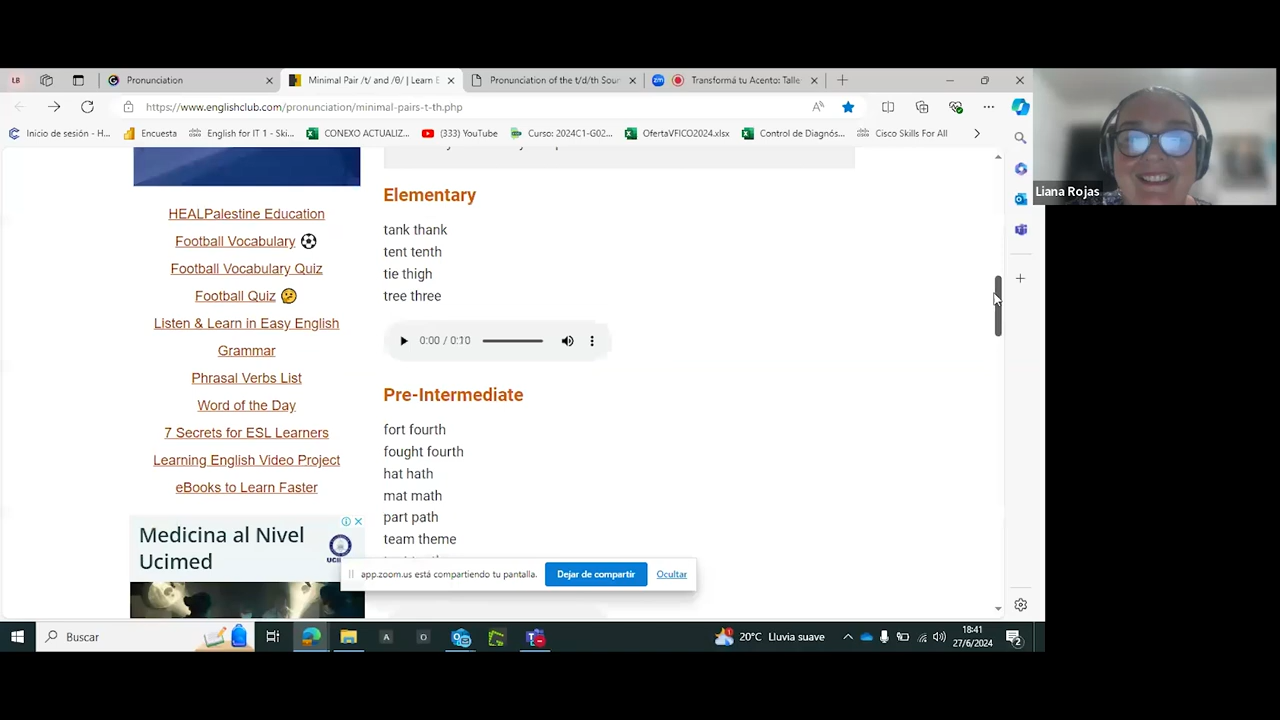 LB
Pronunciation
Minimal Pair /t/ and /θ/ | Learn E
Pronunciation of the t/d/th Sour
zm
Transformá tu Acento: Talle
https://www.englishclub.com/pronunciation/minimal-pairs-t-th.php
Inicio de sesión - H...
Encuesta
English for IT 1 - Ski...
CONEXO ACTUALIZ...
(333) YouTube
Curso: 2024C1-G02...
OfertaVFICO2024.xlsx
Control de Diagnós...
Cisco Skills For All
Liana Rojas
HEALPalestine Education
Football Vocabulary
Football Vocabulary Quiz
Football Quiz
Listen & Learn in Easy English
Grammar
Phrasal Verbs List
Word of the Day
7 Secrets for ESL Learners
Learning English Video Project
eBooks to Learn Faster
Medicina al Nivel
Ucimed
Elementary
tank thank
tent tenth
tie thigh
tree three
0:00 / 0:10
Pre-Intermediate
fort fourth
fought fourth
hat hath
mat math
part path
team theme
app.zoom.us está compartiendo tu pantalla.
Dejar de compartir
Ocultar
Buscar
A
O
20°C Lluvia suave
18:41
27/6/2024
2